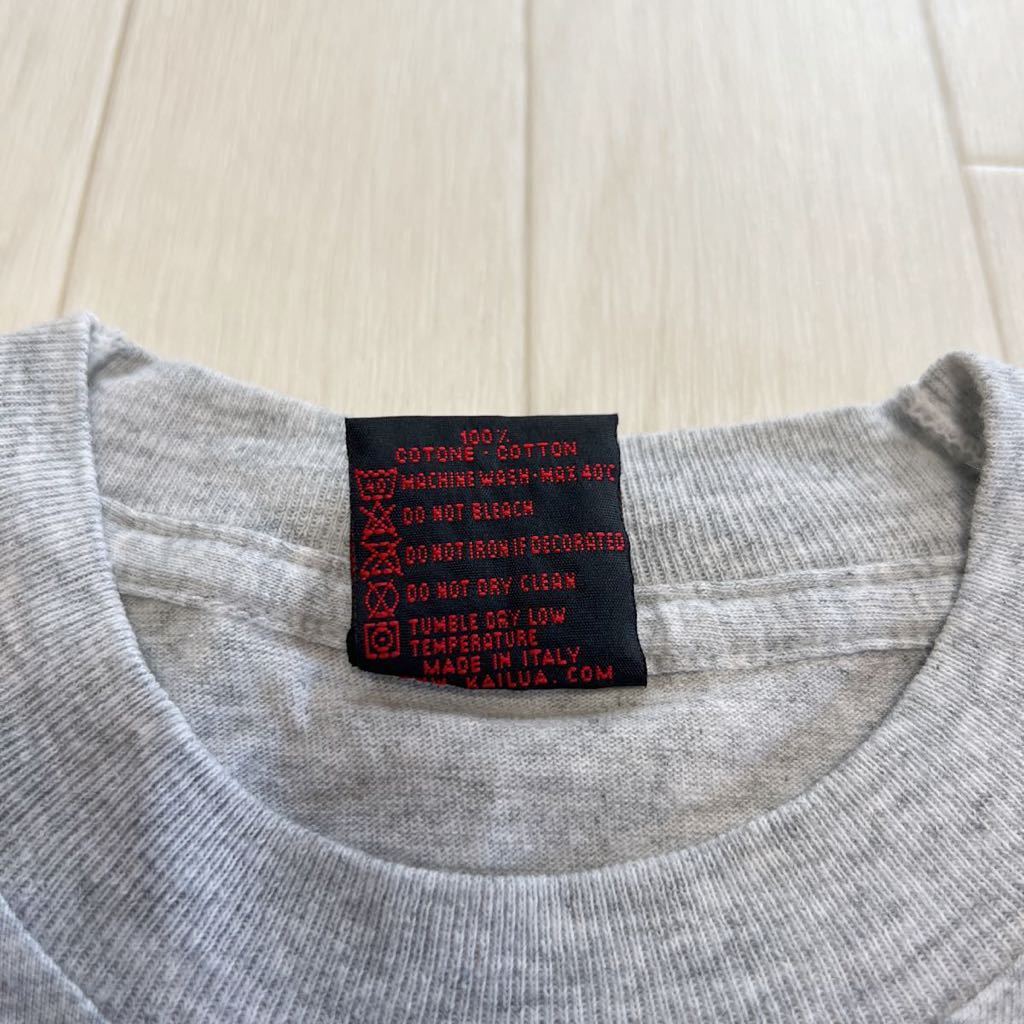 100%
COTONE · COTTON
40 MACHINE WASH · MAX 40°C
DO NOT BLEACH
DO NOT IRON IF DECORATED
DO NOT DRY CLEAN
TUMBLE DRY LOW
TEMPERATURE
MADE IN ITALY
KAILUA. COM